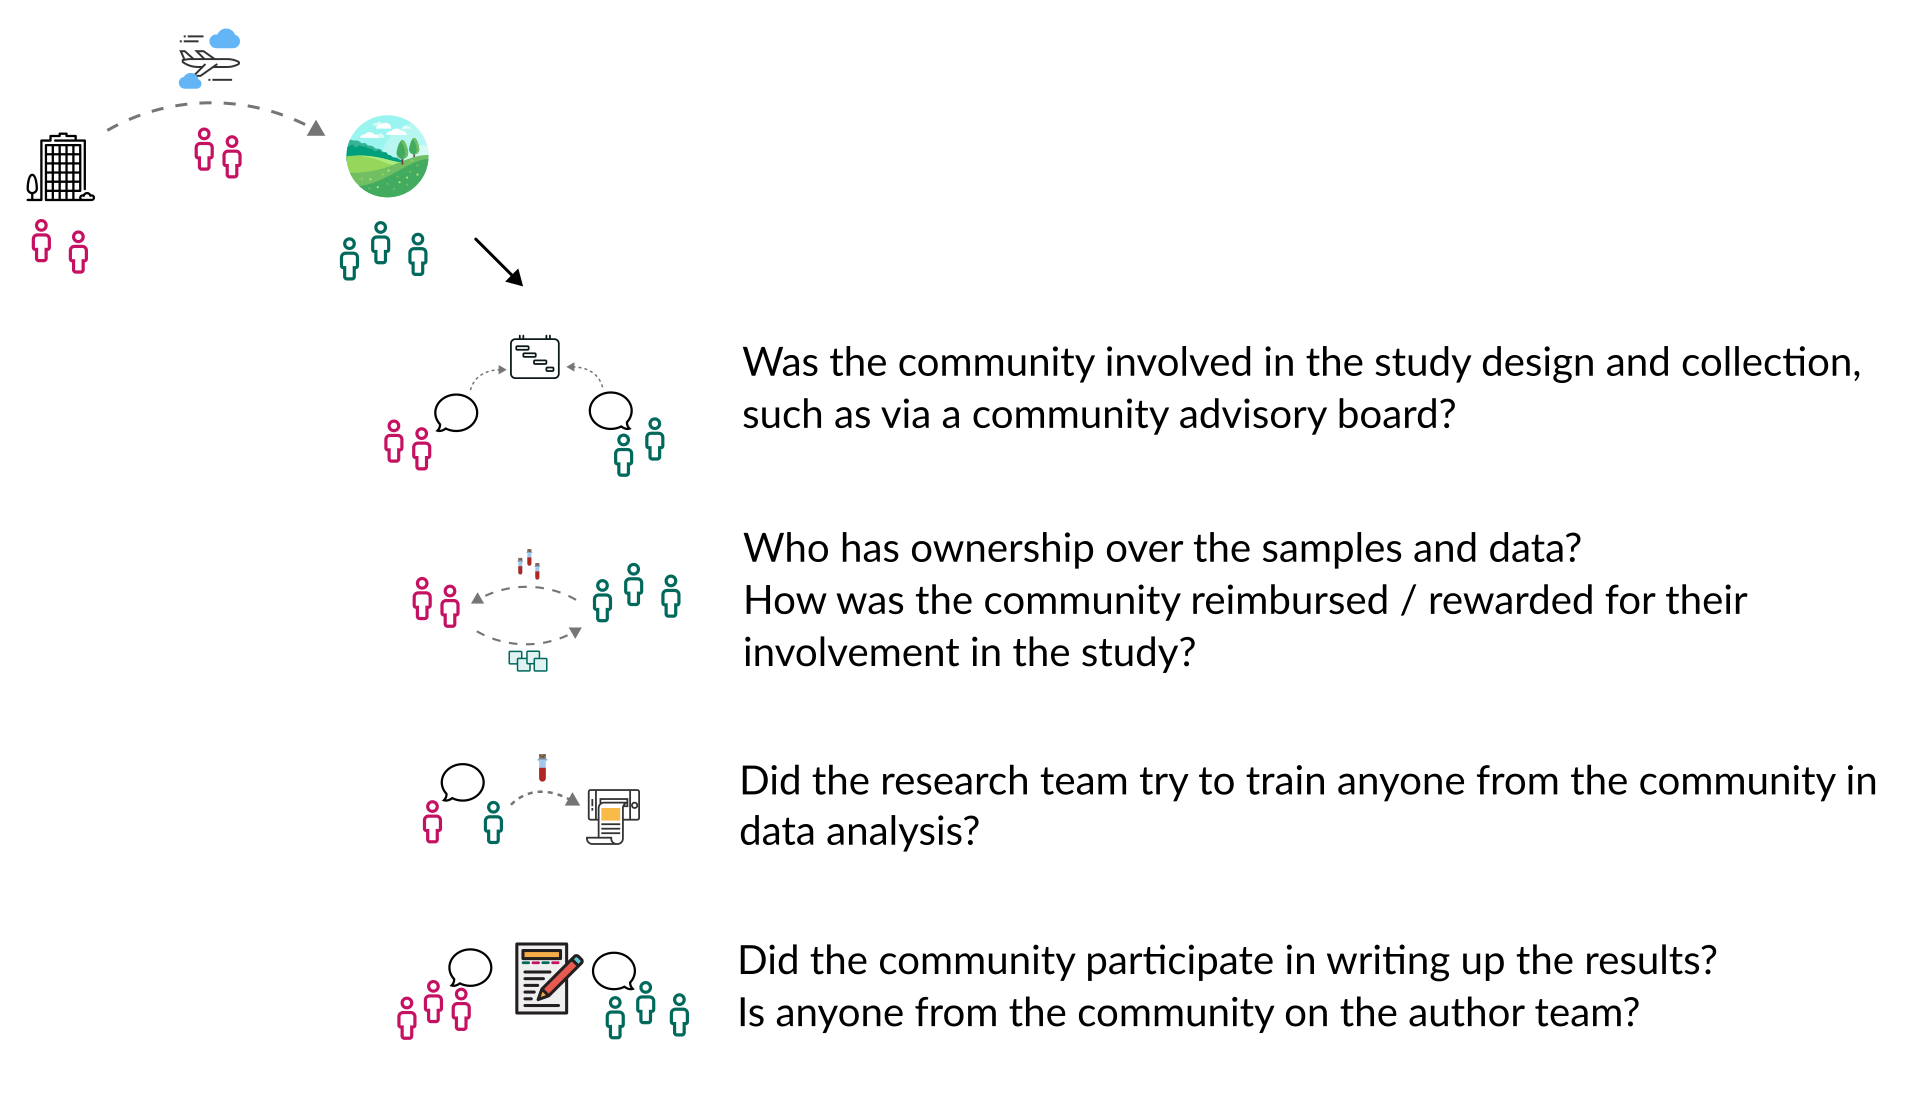 Was the community involved in the study design and collection,
such as via a community advisory board?
Who has ownership over the samples and data?
How was the community reimbursed / rewarded for their
involvement in the study?
Did the research team try to train anyone from the community in
data analysis?
Did the community participate in writing up the results?
Is anyone from the community on the author team?